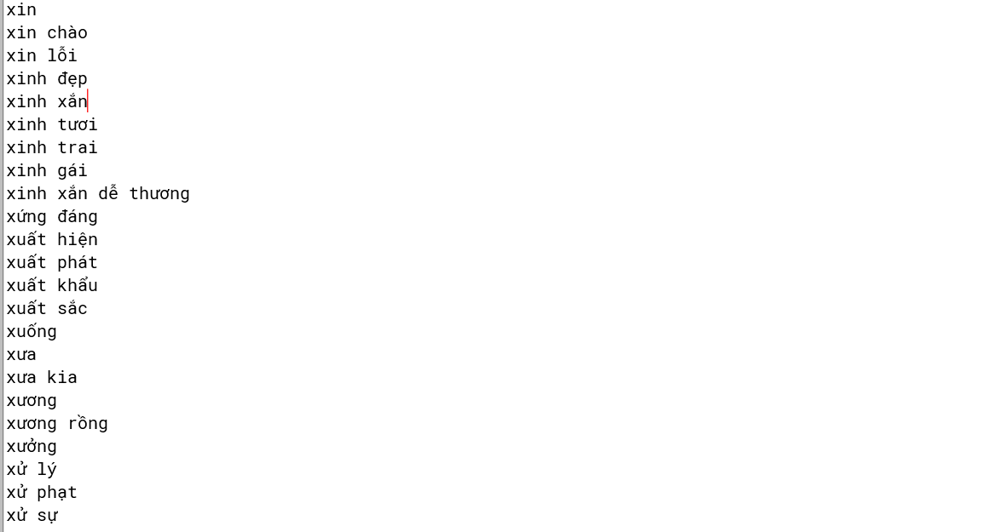 xin
xin chào
xin lỗi
xinh đẹp
xinh xắn
xinh tươi
xinh trai
xinh gái
xinh xắn dễ thương
xứng đáng
xuất hiện
xuất phát
xuất khẩu
xuất sắc
xuống
xưa
xưa kia
xương
xương rồng
xưởng
xử lý
xử phạt
xử sự